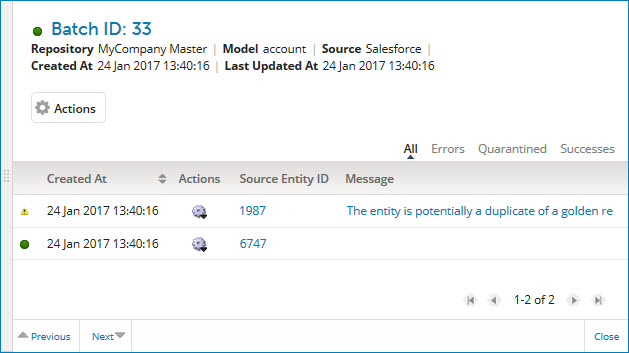 Batch ID: 33
Repository MyCompany Master | Model account | Source Salesforce |
Created At 24 Jan 2017 13:40:16 | Last Updated At 24 Jan 2017 13:40:16
Actions
All Errors Quarantined Successes
Created At Actions Source Entity ID Message
24 Jan 2017 13:40:16 1987 The entity is potentially a duplicate of a golden re
24 Jan 2017 13:40:16 6747
1-2 of 2
Previous Next Close